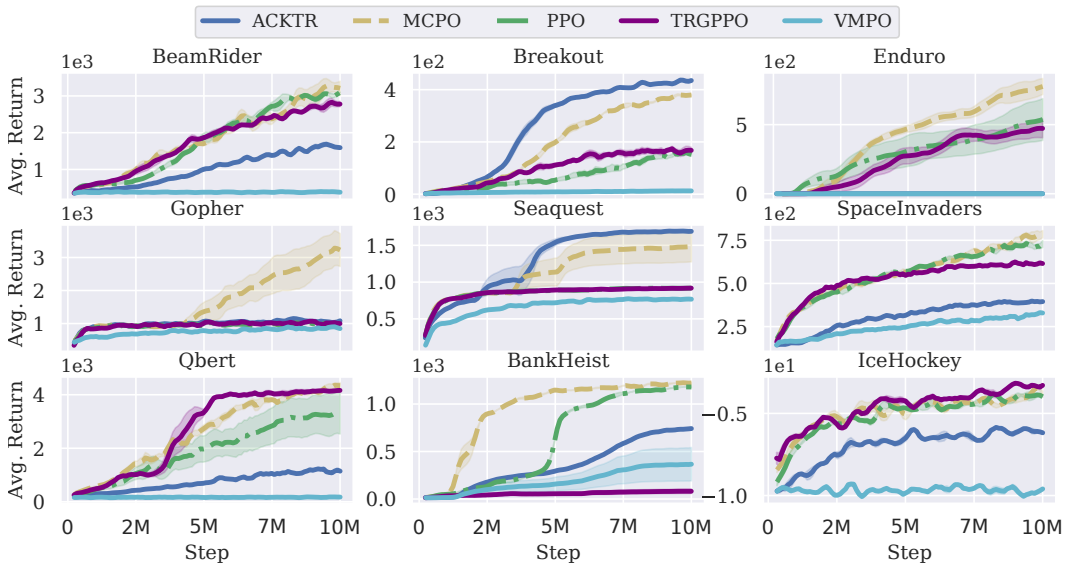 ACKTR MCPO PPO TRGPPO VMPO
BeamRider Breakout Enduro
1e3 1e2 1e2
Avg. Return
3
2
1
4
2
0
5
0
Gopher Seaquest SpaceInvaders
1e3 1e3 1e2
Avg. Return
3
2
1
1.5
1.0
0.5
7.5
5.0
2.5
Qbert BankHeist IceHockey
1e3 1e3 1e1
Avg. Return
4
2
0
1.0
0.5
0.0
−0.5
−1.0
0 2M 5M 7M 10M 0 2M 5M 7M 10M 0 2M 5M 7M 10M
Step Step Step